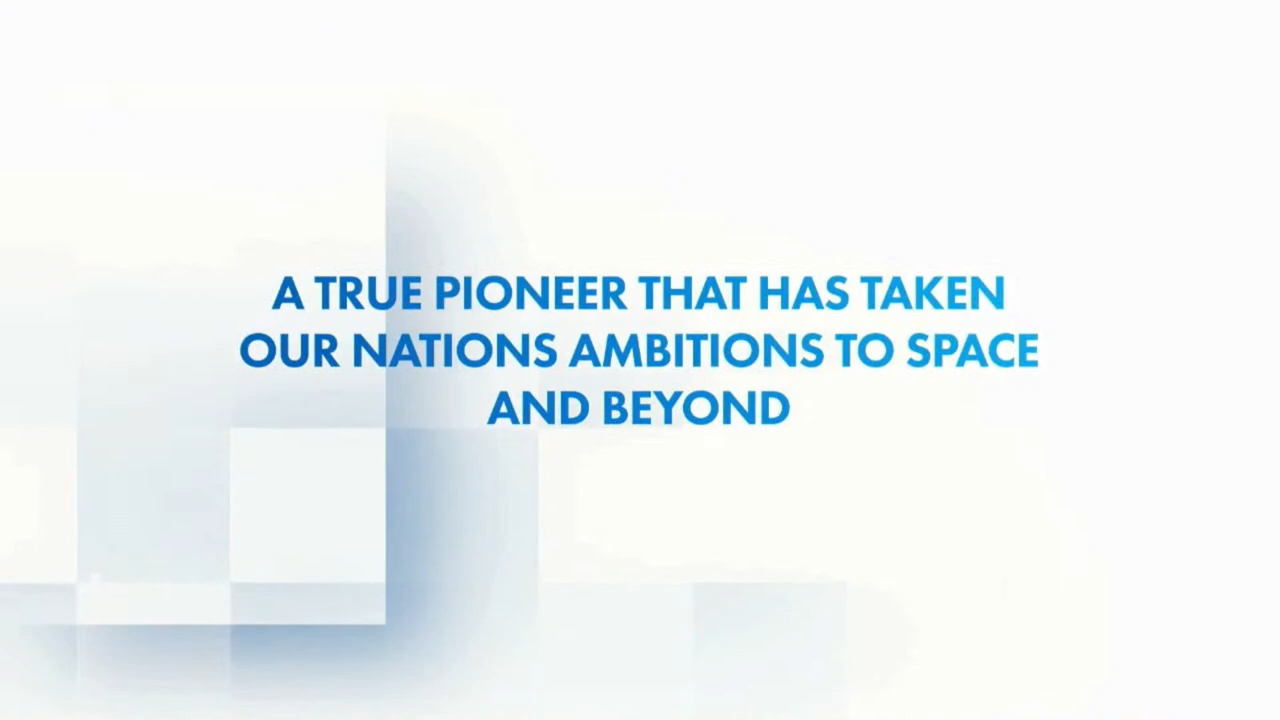 A TRUE PIONEER THAT HAS TAKEN
OUR NATIONS AMBITIONS TO SPACE
AND BEYOND